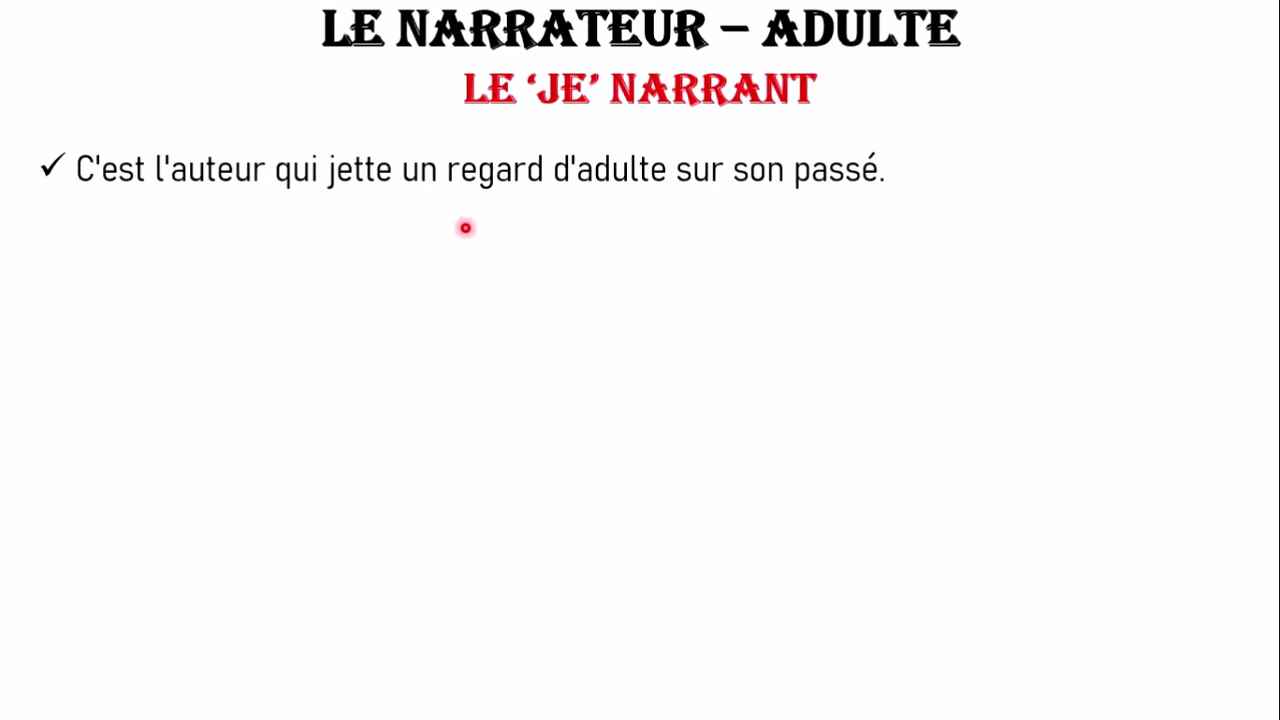 LE NARRATEUR – ADULTE
LE ‘JE’ NARRANT
✓ C'est l'auteur qui jette un regard d'adulte sur son passé.